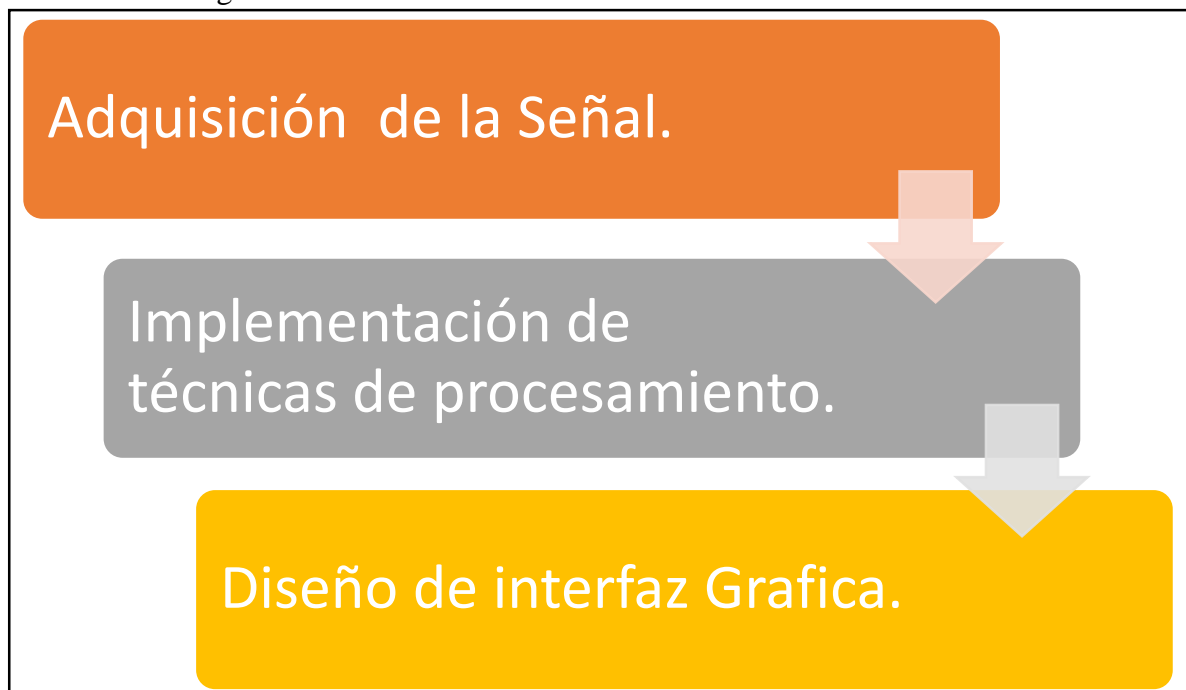 Adquisición  de la Señal.
Implementación de
técnicas de procesamiento.
Diseño de interfaz Grafica.